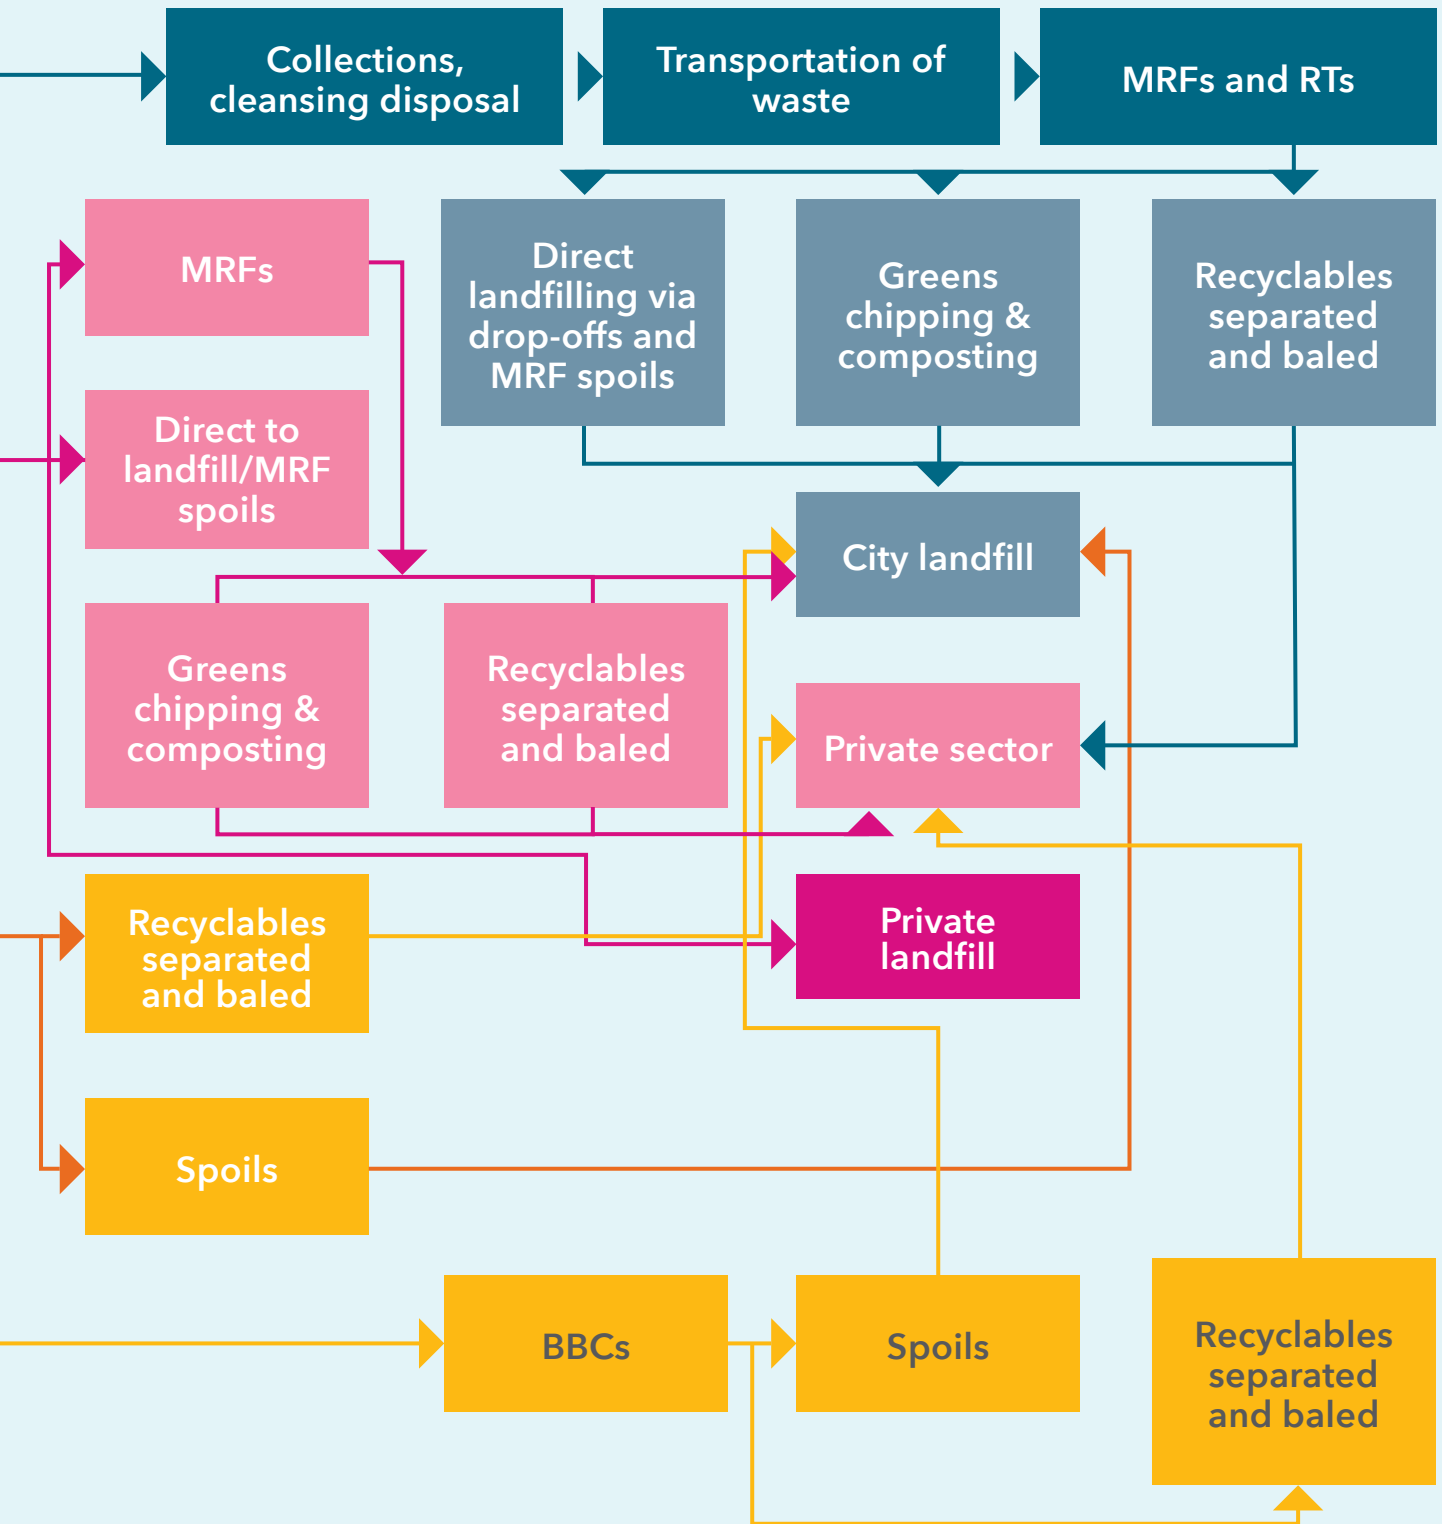 Collections,
cleansing disposal
Transportation of
waste
MRFs and RTs
MRFs
Direct
landfilling via
drop-offs and
MRF spoils
Greens
chipping &
composting
Recyclables
separated
and baled
Direct to
landfill/MRF
spoils
City landfill
Greens
chipping &
composting
Recyclables
separated
and baled
Private sector
Recyclables
separated
and baled
Private
landfill
Spoils
BBCs
Spoils
Recyclables
separated
and baled